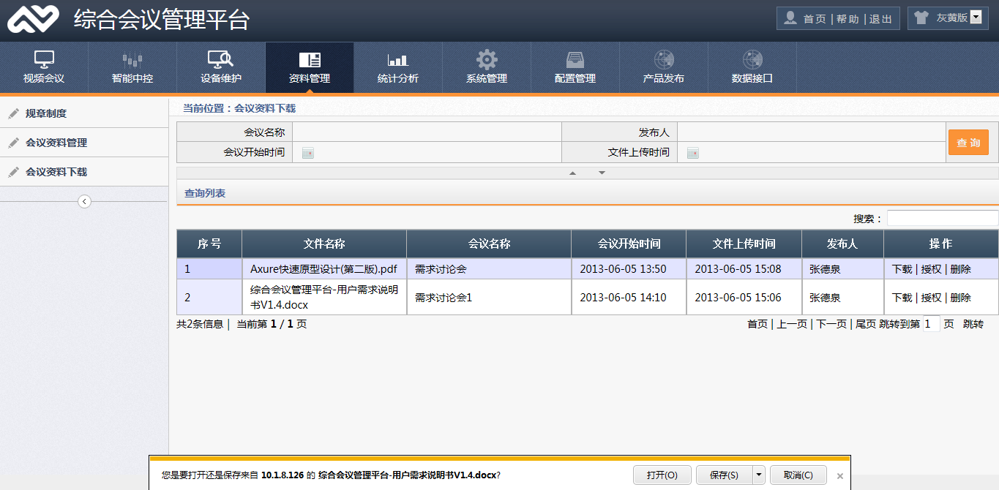 综合会议管理平台
首页 | 帮助 | 退出
灰黄版
视频会议 智能中控 设备维护 资料管理 统计分析 系统管理 配置管理 产品发布 数据接口
规章制度
会议资料管理
会议资料下载
当前位置：会议资料下载
会议名称 发布人
会议开始时间 文件上传时间
查 询
查询列表
搜索：
序 号 文件名称 会议名称 会议开始时间 文件上传时间 发布人 操 作
1 Axure快速原型设计(第二版).pdf 需求讨论会 2013-06-05 13:50 2013-06-05 15:08 张德泉 下载 | 授权 | 删除
2 综合会议管理平台-用户需求说明
书V1.4.docx 需求讨论会1 2013-06-05 14:10 2013-06-05 15:06 张德泉 下载 | 授权 | 删除
共2条信息 | 当前第 1 / 1 页 首页 | 上一页 | 下一页 | 尾页 跳转到第 1 页 跳转
您是要打开还是保存来自 10.1.8.126 的 综合会议管理平台-用户需求说明书V1.4.docx?
打开(O) 保存(S) 取消(C) ×